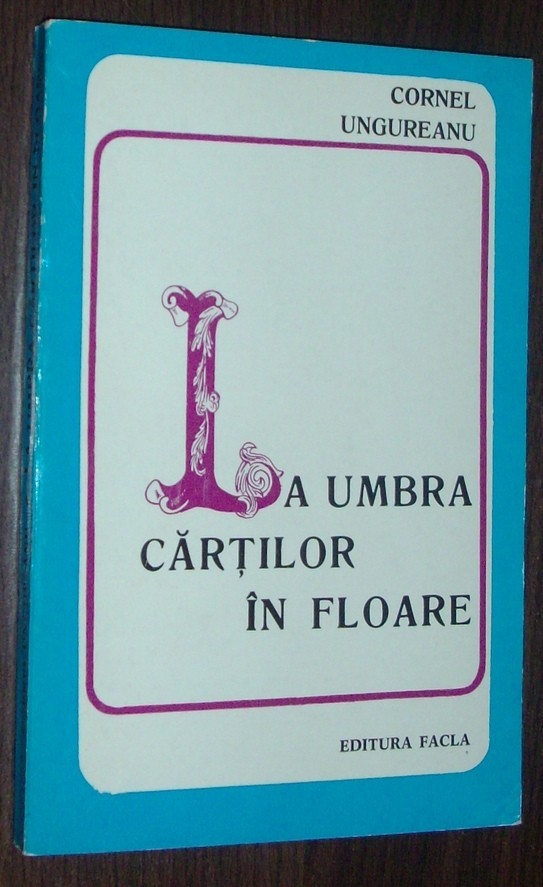 CORNEL
UNGUREANU
LA UMBRA
CĂRȚILOR
ÎN FLOARE
EDITURA FACLA